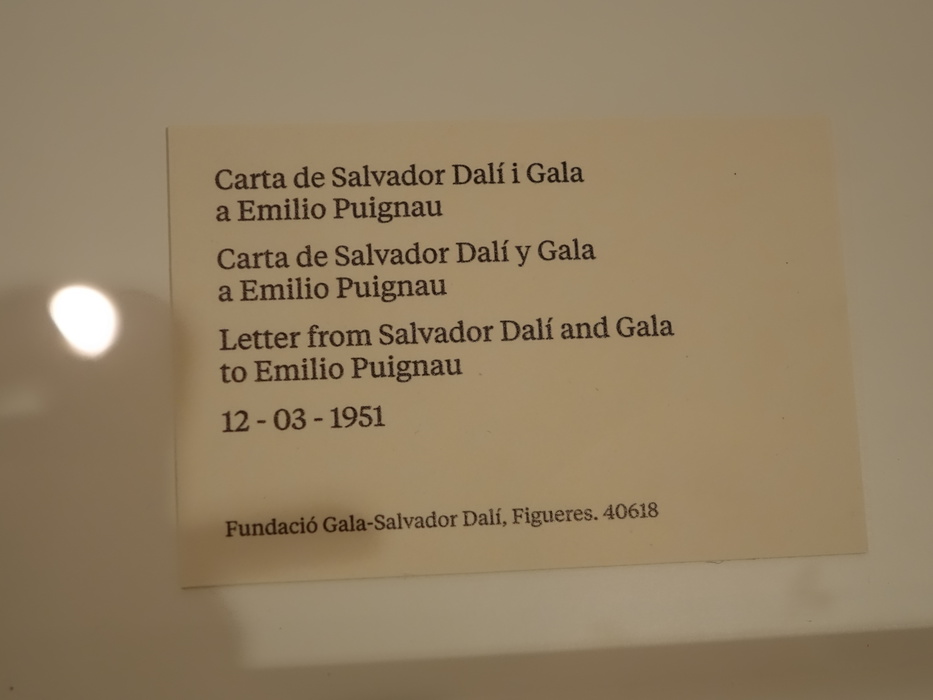 Carta de Salvador Dalí i Gala
a Emilio Puignau
Carta de Salvador Dalí y Gala
a Emilio Puignau
Letter from Salvador Dalí and Gala
to Emilio Puignau
12 - 03 - 1951
Fundació Gala-Salvador Dalí, Figueres. 40618